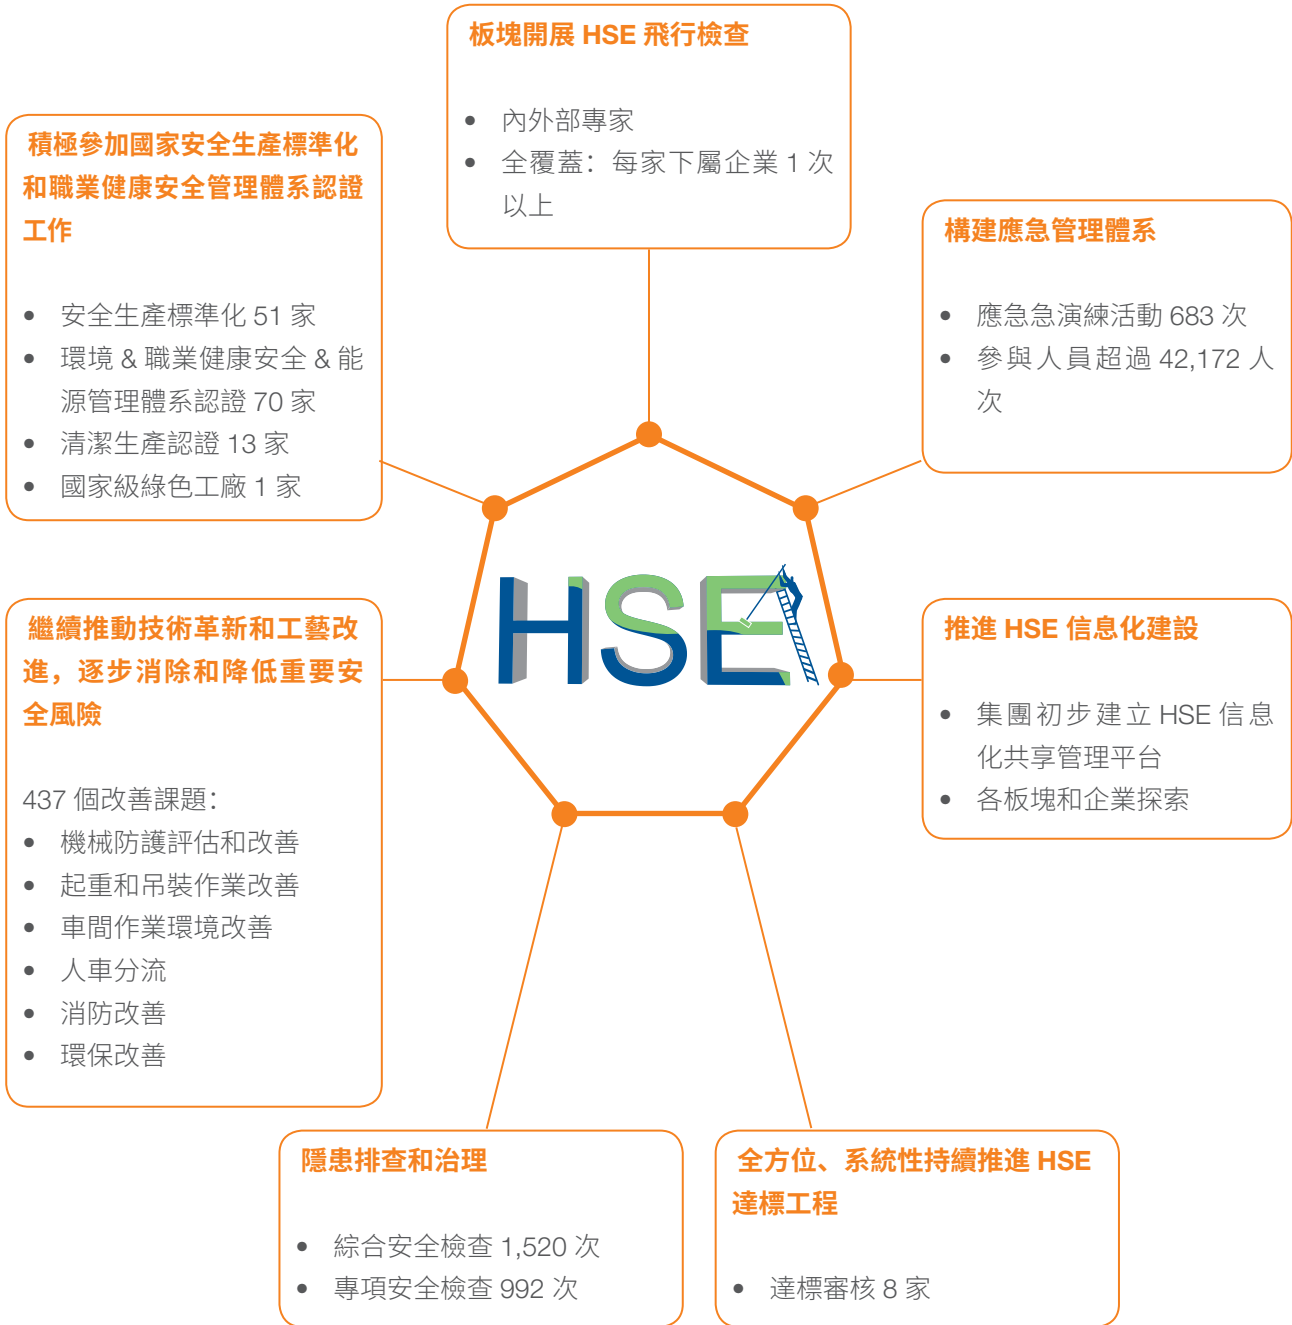 板塊開展 HSE 飛行檢查
• 內外部專家
• 全覆蓋：每家下屬企業 1 次
以上
積極參加國家安全生產標準化
和職業健康安全管理體系認證
工作
• 安全生產標準化 51 家
• 環境 & 職業健康安全 & 能
源管理體系認證 70 家
• 清潔生產認證 13 家
• 國家級綠色工廠 1 家
構建應急管理體系
• 應急急演練活動 683 次
• 參與人員超過 42,172 人
次
HSE
繼續推動技術革新和工藝改
進，逐步消除和降低重要安
全風險
437 個改善課題：
• 機械防護評估和改善
• 起重和吊裝作業改善
• 車間作業環境改善
• 人車分流
• 消防改善
• 環保改善
推進 HSE 信息化建設
• 集團初步建立 HSE 信息
化共享管理平台
• 各板塊和企業探索
隱患排查和治理
• 綜合安全檢查 1,520 次
• 專項安全檢查 992 次
全方位、系統性持續推進 HSE
達標工程
• 達標審核 8 家